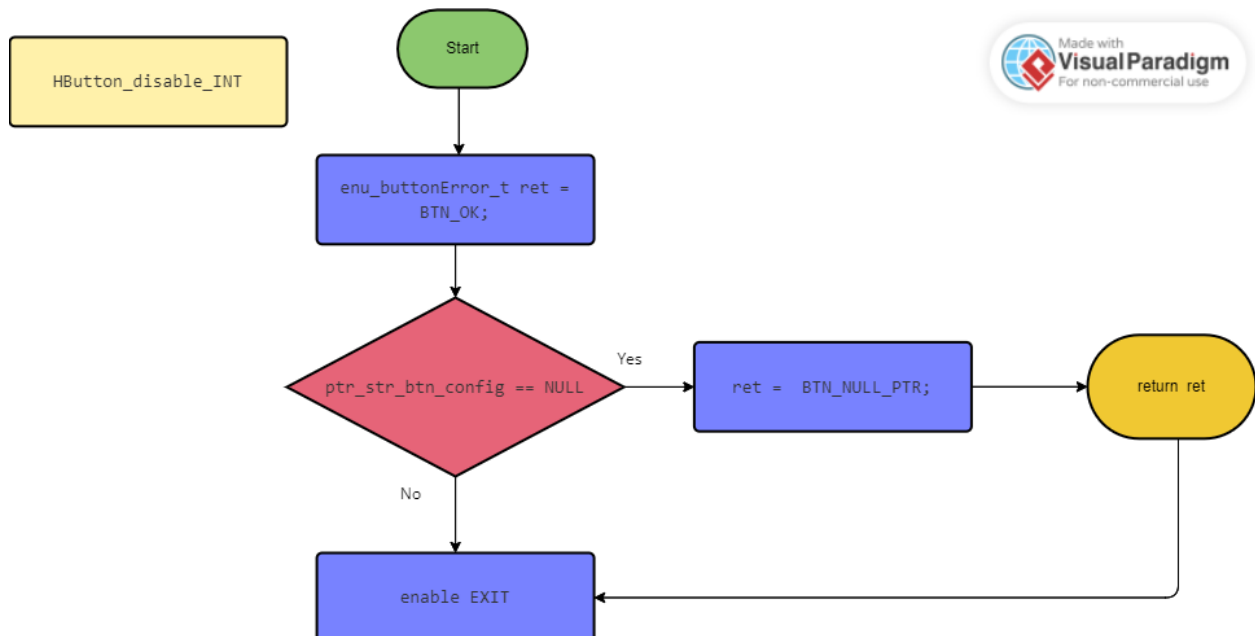 HButton_disable_INT
Start
Made with
Visual Paradigm
For non-commercial use
enu_buttonError_t ret =
BTN_OK;
ptr_str_btn_config == NULL
Yes
ret = BTN_NULL_PTR;
return ret
No
enable EXIT